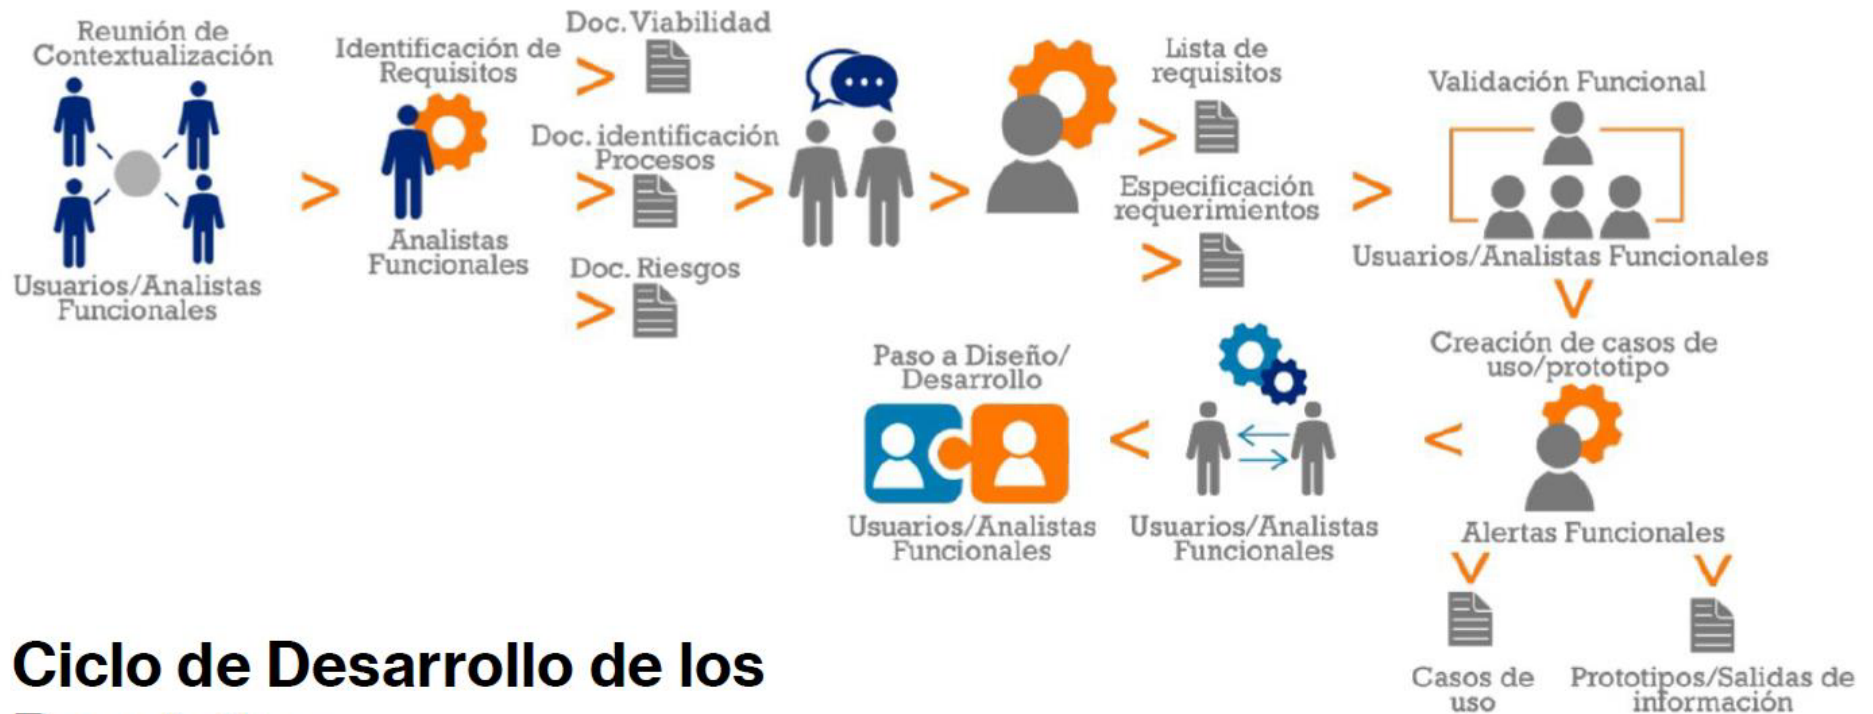 Reunión de
Contextualización
Usuarios/Analistas
Funcionales
Identificación de
Requisitos
Analistas
Funcionales
Doc. Viabilidad
Doc. identificación
Procesos
Doc. Riesgos
Lista de
requisitos
Especificación
requerimientos
Validación Funcional
Usuarios/Analistas Funcionales
Creación de casos de
uso/prototipo
Alertas Funcionales
Casos de
uso
Prototipos/Salidas de
información
Usuarios/Analistas
Funcionales
Paso a Diseño/
Desarrollo
Usuarios/Analistas
Funcionales
Ciclo de Desarrollo de los